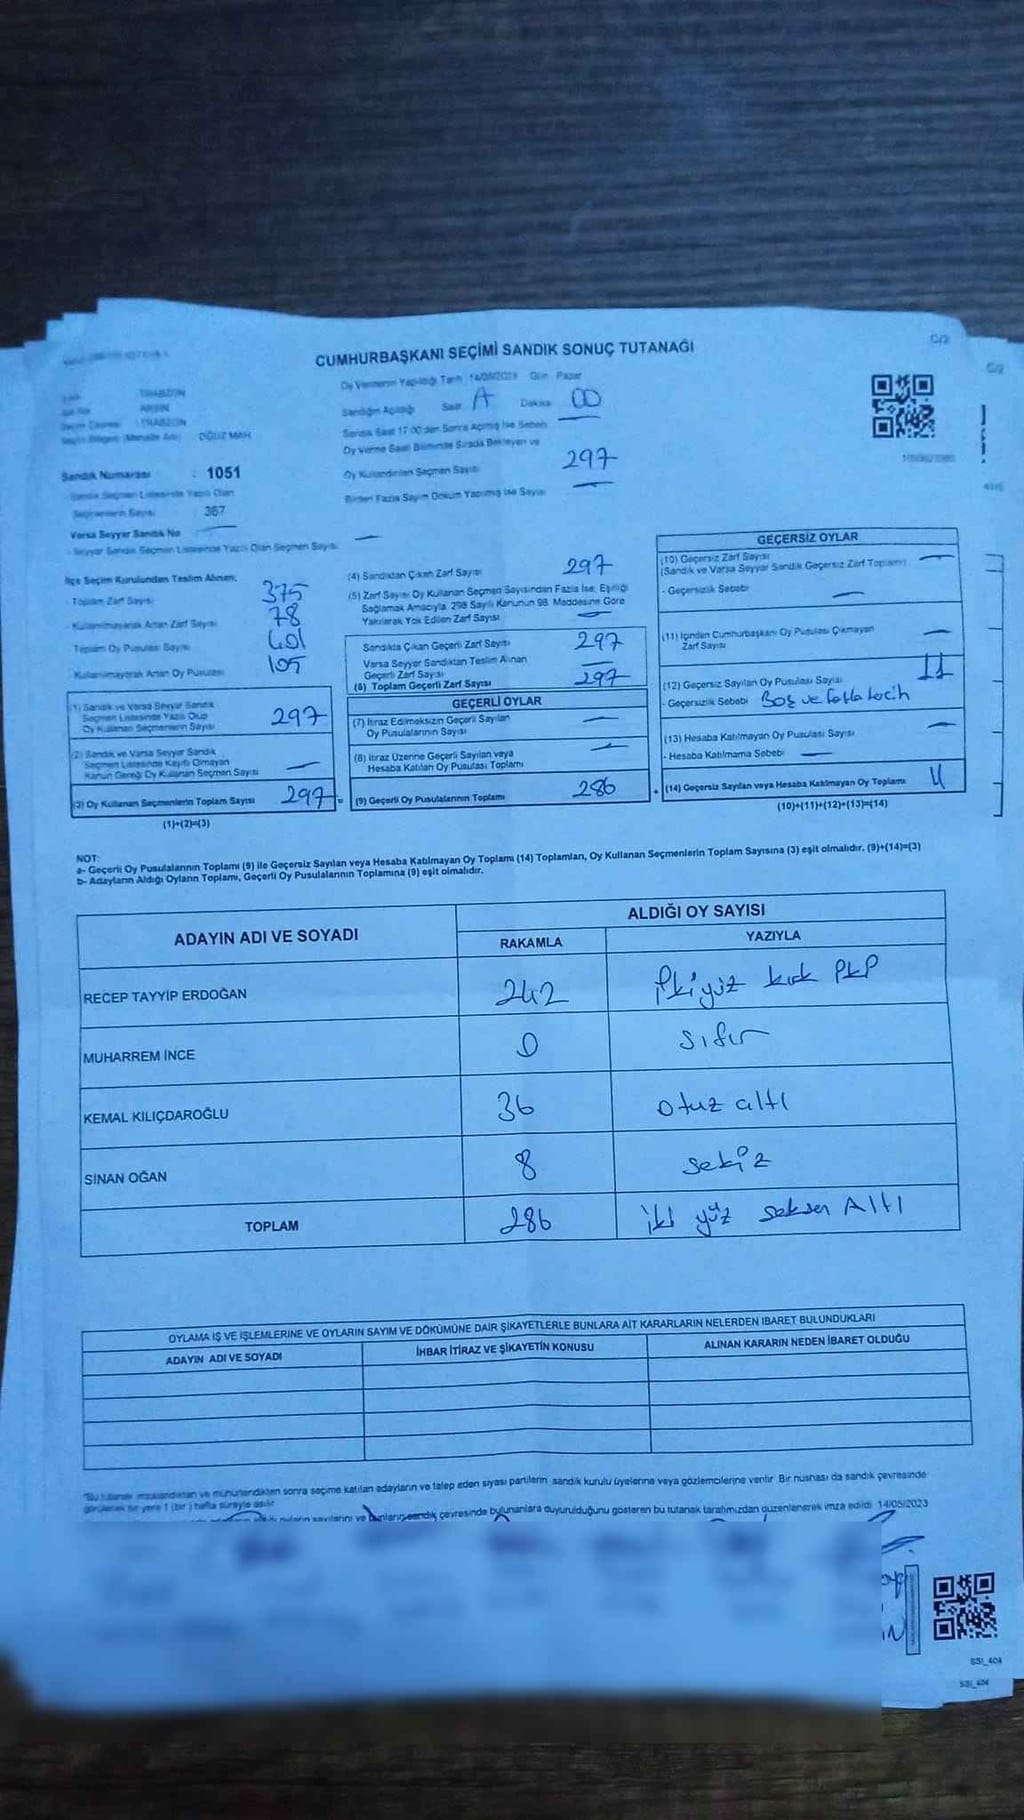 C/2
C/2
CUMHURBAŞKANI SEÇİMİ SANDIK SONUÇ TUTANAĞI
Oy Vermenin Yapıldığı Tarih 14/05/2023 Gün Pazar
TRABZON
ARSİN
TRABZON
OĞUZ MAH
Sandığın Açıldığı Saat Dakika 00
Sandık Saat 17.00'den Sonra Açılmış İse Sebebi
Oy Verme Saati Bitiminde Sırada Bekleyen ve
Oy Kullandırılan Seçmen Sayısı 297
Birden Fazla Sayım Döküm Yapılmış İse Sayısı
Sandık Numarası : 1051
Sandık Seçmen Listesinde Yazılı Olan
Seçmenlerin Sayısı 367
Varsa Seyyar Sandık No
Seyyar Sandık Seçmen Listesinde Yazılı Olan Seçmen Sayısı
İlçe Seçim Kurulundan Teslim Alınan;
- Toplam Zarf Sayısı 375
Kullanılmayarak Artan Zarf Sayısı 78
Toplam Oy Pusulası Sayısı 401
Kullanılmayarak Artan Oy Pusulası 105
(1) Sandık ve Varsa Seyyar Sandık
Seçmen Listesinde Yazılı Olup
Oy Kullanan Seçmenlerin Sayısı 297
(2) Sandık ve Varsa Seyyar Sandık
Seçmen Listesinde Kayıtlı Olmayan
Kanun Gereği Oy Kullanan Seçmen Sayısı
(3) Oy Kullanan Seçmenlerin Toplam Sayısı 297 =
(1)+(2)=(3)
(4) Sandıktan Çıkan Zarf Sayısı 297
(5) Zarf Sayısı Oy Kullanan Seçmen Sayısından Fazla İse, Eşitliği
Sağlamak Amacıyla, 298 Sayılı Kanunun 98. Maddesine Göre
Yakılarak Yok Edilen Zarf Sayısı
Sandıkta Çıkan Geçerli Zarf Sayısı 297
Varsa Seyyar Sandıktan Teslim Alınan
Geçerli Zarf Sayısı
(6) Toplam Geçerli Zarf Sayısı 297
GEÇERLİ OYLAR
(7) İtiraz Edilmeksizin Geçerli Sayılan
Oy Pusulalarının Sayısı
(8) İtiraz Üzerine Geçerli Sayılan veya
Hesaba Katılan Oy Pusulası Toplamı
(9) Geçerli Oy Pusulalarının Toplamı 286 +
GEÇERSİZ OYLAR
(10) Geçersiz Zarf Sayısı
(Sandık ve Varsa Seyyar Sandık Geçersiz Zarf Toplamı)
- Geçersizlik Sebebi
(11) İçinden Cumhurbaşkanı Oy Pusulası Çıkmayan
Zarf Sayısı
(12) Geçersiz Sayılan Oy Pusulası Sayısı 11
- Geçersizlik Sebebi Boş ve fazla tercih
(13) Hesaba Katılmayan Oy Pusulası Sayısı
- Hesaba Katılmama Sebebi
(14) Geçersiz Sayılan veya Hesaba Katılmayan Oy Toplamı 11
(10)+(11)+(12)+(13)=(14)
NOT:
a- Geçerli Oy Pusulalarının Toplamı (9) ile Geçersiz Sayılan veya Hesaba Katılmayan Oy Toplamı (14) Toplamları, Oy Kullanan Seçmenlerin Toplam Sayısına (3) eşit olmalıdır. (9)+(14)=(3)
b- Adayların Aldığı Oyların Toplamı, Geçerli Oy Pusulalarının Toplamına (9) eşit olmalıdır.
ADAYIN ADI VE SOYADI ALDIĞI OY SAYISI
RAKAMLA YAZIYLA
RECEP TAYYİP ERDOĞAN 242 İkiyüz kırk iki
MUHARREM İNCE 0 sıfır
KEMAL KILIÇDAROĞLU 36 otuz altı
SİNAN OĞAN 8 sekiz
TOPLAM 286 iki yüz seksen Altı
OYLAMA İŞ VE İŞLEMLERİNE VE OYLARIN SAYIM VE DÖKÜMÜNE DAİR ŞİKAYETLERLE BUNLARA AİT KARARLARIN NELERDEN İBARET BULUNDUKLARI
ADAYIN ADI VE SOYADI İHBAR İTİRAZ VE ŞİKAYETİN KONUSU ALINAN KARARIN NEDEN İBARET OLDUĞU
"Bu tutanak imzalandıktan ve mühürlendikten sonra seçime katılan adayların ve talep eden siyasi partilerin sandık kurulu üyelerine veya gözlemcilerine verilir. Bir nüshası da sandık çevresinde
görülecek bir yere 1 (bir) hafta süreyle asılır.
sayılarını ve bunların sandık çevresinde bulunanlara duyurulduğunu gösteren bu tutanak tarafımızdan düzenlenerek imza edildi. 14/05/2023
SSİ_404
SSİ_404